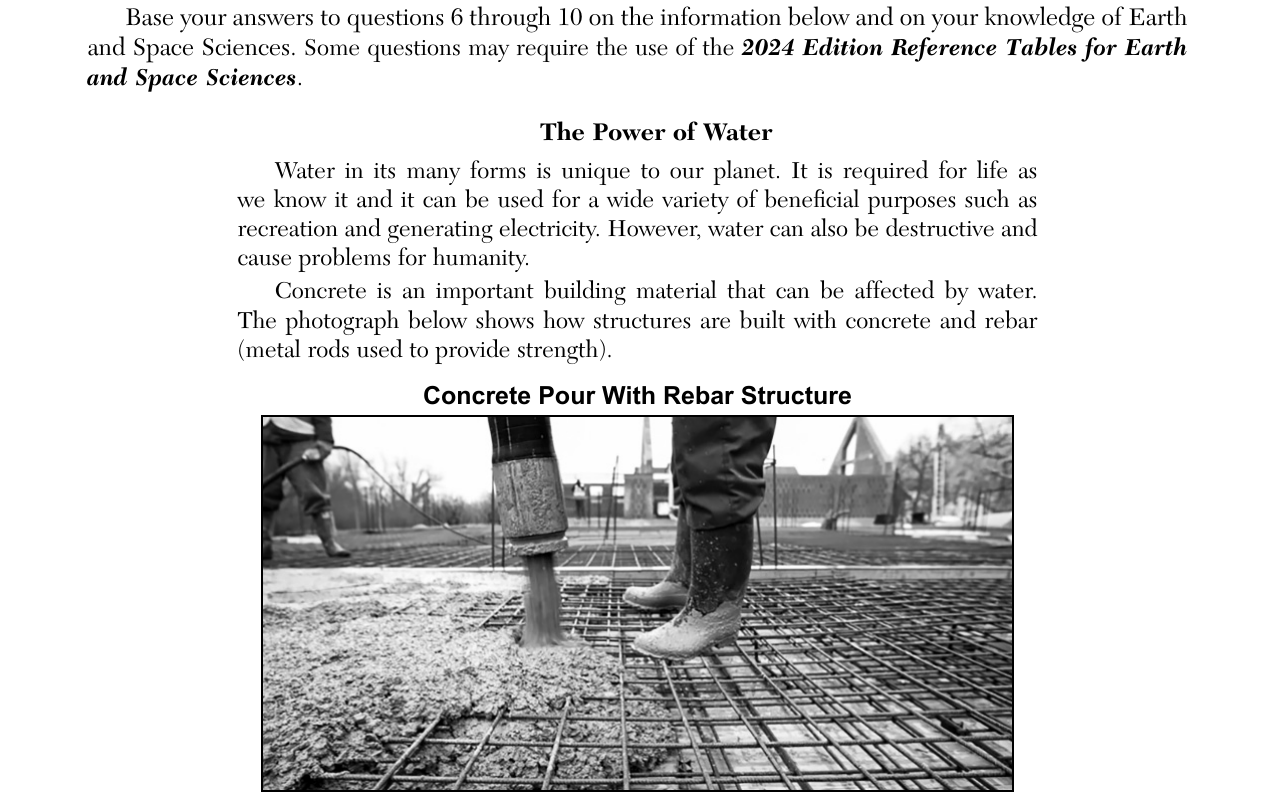 Base your answers to questions 6 through 10 on the information below and on your knowledge of Earth
and Space Sciences. Some questions may require the use of the 2024 Edition Reference Tables for Earth
and Space Sciences.
The Power of Water
Water in its many forms is unique to our planet. It is required for life as
we know it and it can be used for a wide variety of beneficial purposes such as
recreation and generating electricity. However, water can also be destructive and
cause problems for humanity.
Concrete is an important building material that can be affected by water.
The photograph below shows how structures are built with concrete and rebar
(metal rods used to provide strength).
Concrete Pour With Rebar Structure